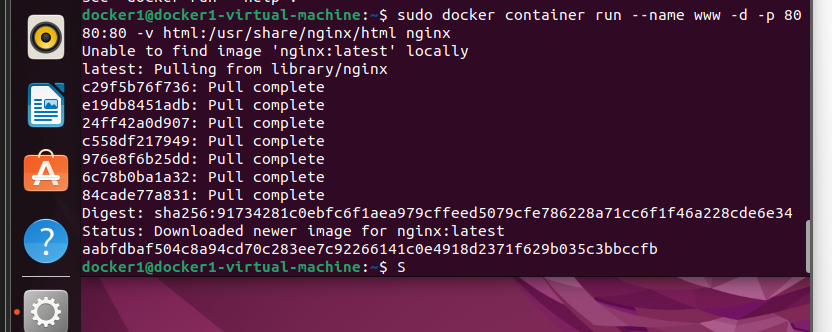 docker1@docker1-virtual-machine:~$ sudo docker container run --name www -d -p 80
80:80 -v html:/usr/share/nginx/html nginx
Unable to find image 'nginx:latest' locally
latest: Pulling from library/nginx
c29f5b76f736: Pull complete
e19db8451adb: Pull complete
24ff42a0d907: Pull complete
c558df217949: Pull complete
976e8f6b25dd: Pull complete
6c78b0ba1a32: Pull complete
84cade77a831: Pull complete
Digest: sha256:91734281c0ebfc6f1aea979cffeed5079cfe786228a71cc6f1f46a228cde6e34
Status: Downloaded newer image for nginx:latest
aabfdbaf504c8a94cd70c283ee7c92266141c0e4918d2371f629b035c3bbccfb
docker1@docker1-virtual-machine:~$ S